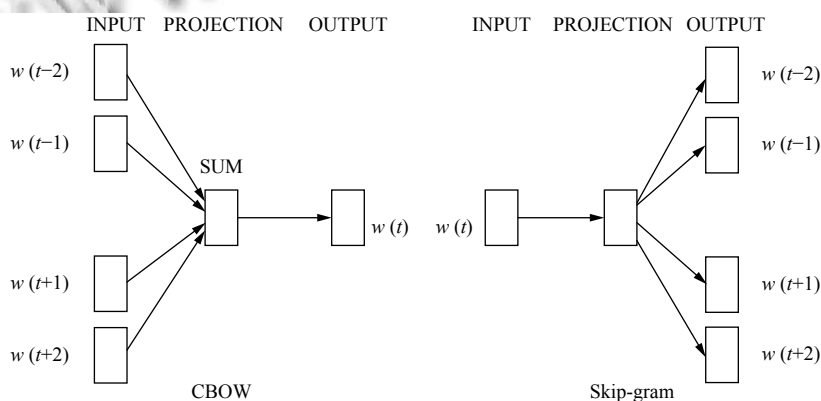 INPUT PROJECTION OUTPUT INPUT PROJECTION OUTPUT
w (t−2) w (t−2)
w (t−1) w (t−1)
SUM
w (t) w (t)
w (t+1) w (t+1)
w (t+2) w (t+2)
CBOW Skip-gram